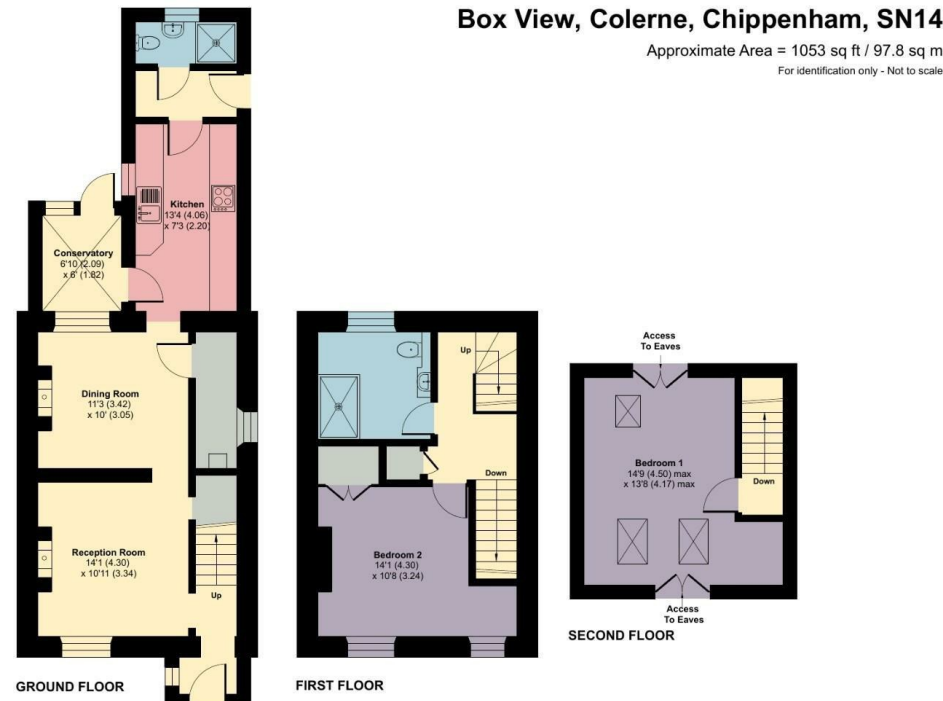 Box View, Colerne, Chippenham, SN14
Approximate Area = 1053 sq ft / 97.8 sq m
For identification only - Not to scale
Kitchen
13'4 (4.06)
x 7'3 (2.20)
Conservatory
6'10 (2.09)
x 6' (1.82)
Dining Room
11'3 (3.42)
x 10' (3.05)
Reception Room
14'1 (4.30)
x 10'11 (3.34)
Up
GROUND FLOOR
Up
Down
Bedroom 2
14'1 (4.30)
x 10'8 (3.24)
FIRST FLOOR
Access
To Eaves
Bedroom 1
14'9 (4.50) max
x 13'8 (4.17) max
Down
Access
To Eaves
SECOND FLOOR